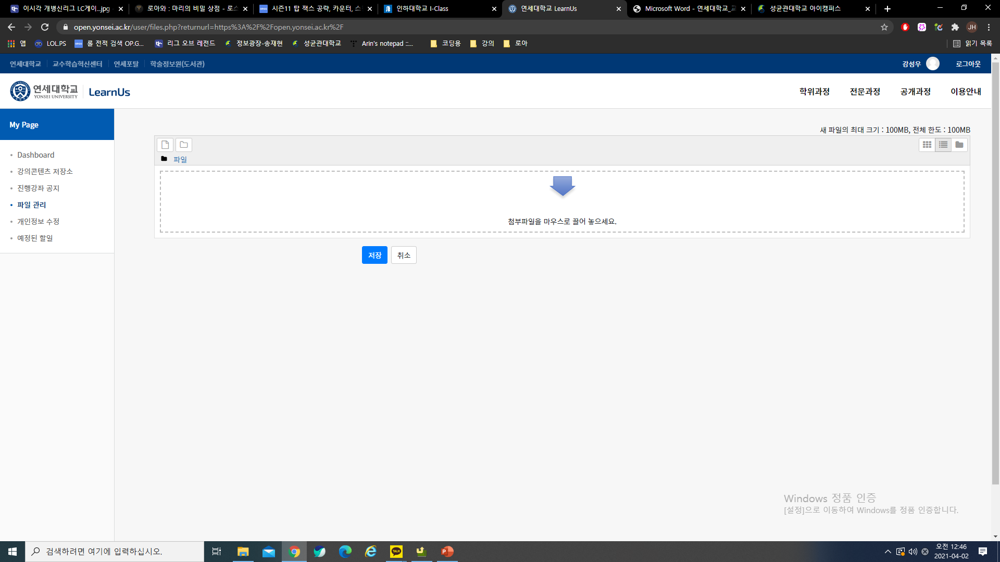 이시각 개병신리그 LC게이...jpg
로아와 : 마리의 비밀 상점 - 로스
시즌11 탑 잭스 공략, 카운터, 스
인하대학교 I-Class
연세대학교 LearnUs
Microsoft Word - 연세대학교_교
성균관대학교 아이캠퍼스
open.yonsei.ac.kr/user/files.php?returnurl=https%3A%2F%2Fopen.yonsei.ac.kr%2F
JH
앱
LOL.PS
롤 전적 검색 OP.G...
리그 오브 레전드
정보광장-송재현
성균관대학교
Arin's notepad ::...
코딩용
강의
로아
읽기 목록
연세대학교
교수학습혁신센터
연세포탈
학술정보원(도서관)
강성우
로그아웃
연세대학교
YONSEI UNIVERSITY
LearnUs
학위과정
전문과정
공개과정
이용안내
My Page
Dashboard
강의콘텐츠 저장소
진행강좌 공지
파일 관리
개인정보 수정
예정된 할일
새 파일의 최대 크기 : 100MB, 전체 한도 : 100MB
파일
첨부파일을 마우스로 끌어 놓으세요.
저장
취소
Windows 정품 인증
[설정]으로 이동하여 Windows를 정품 인증합니다.
검색하려면 여기에 입력하십시오.
TALK
오전 12:46
2021-04-02